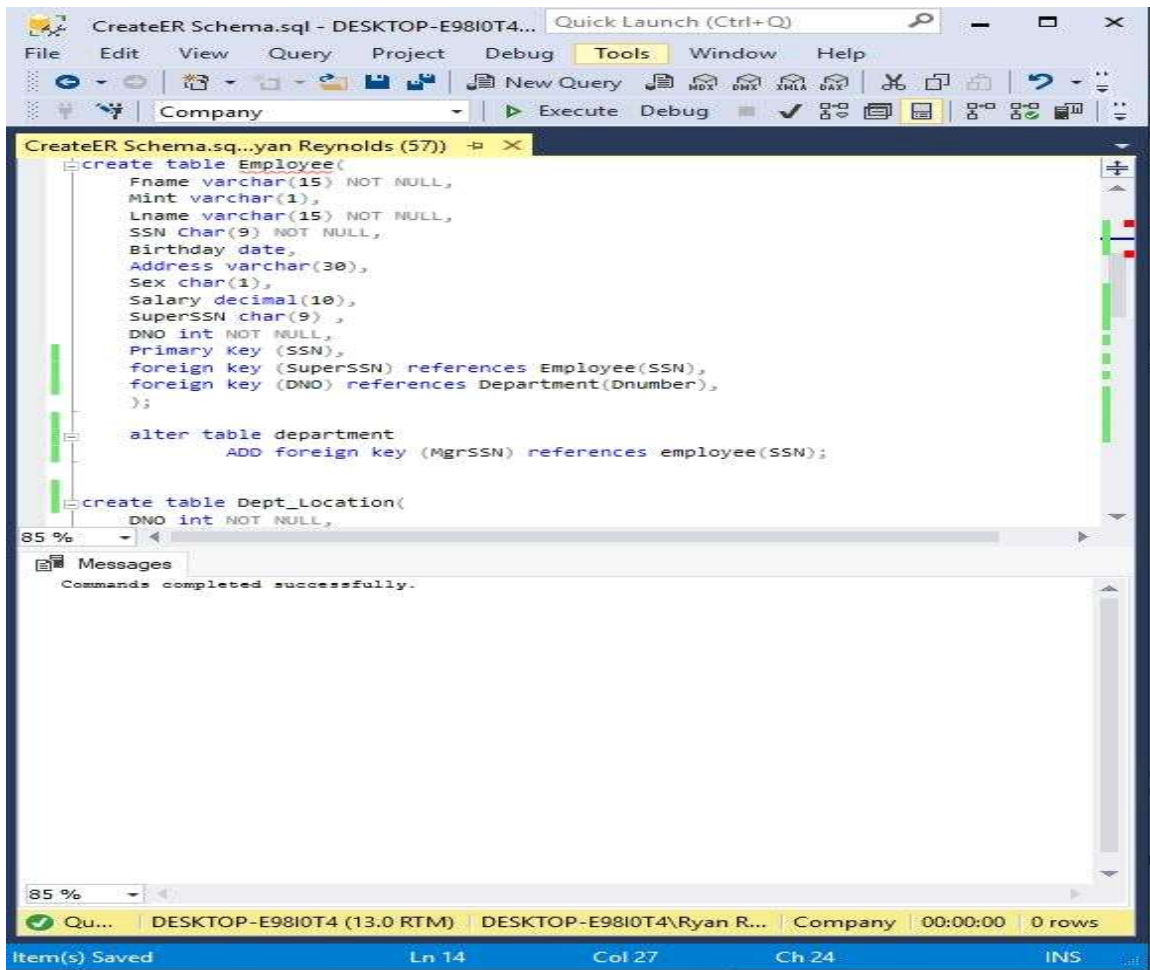 CreateER Schema.sql - DESKTOP-E98I0T4... Quick Launch (Ctrl+Q)
File Edit View Query Project Debug Tools Window Help
New Query MDX DMX XMLA DAX
Company Execute Debug
CreateER Schema.sq...yan Reynolds (57))
create table Employee(
Fname varchar(15) NOT NULL,
Mint varchar(1),
Lname varchar(15) NOT NULL,
SSN Char(9) NOT NULL,
Birthday date,
Address varchar(30),
Sex char(1),
Salary decimal(10),
SuperSSN char(9) ,
DNO int NOT NULL,
Primary Key (SSN),
foreign key (SuperSSN) references Employee(SSN),
foreign key (DNO) references Department(Dnumber),
);
alter table department
ADD foreign key (MgrSSN) references employee(SSN);
create table Dept_Location(
DNO int NOT NULL,
85 %
Messages
Commands completed successfully.
85 %
Qu... DESKTOP-E98I0T4 (13.0 RTM) DESKTOP-E98I0T4\Ryan R... Company 00:00:00 0 rows
Item(s) Saved Ln 14 Col 27 Ch 24 INS